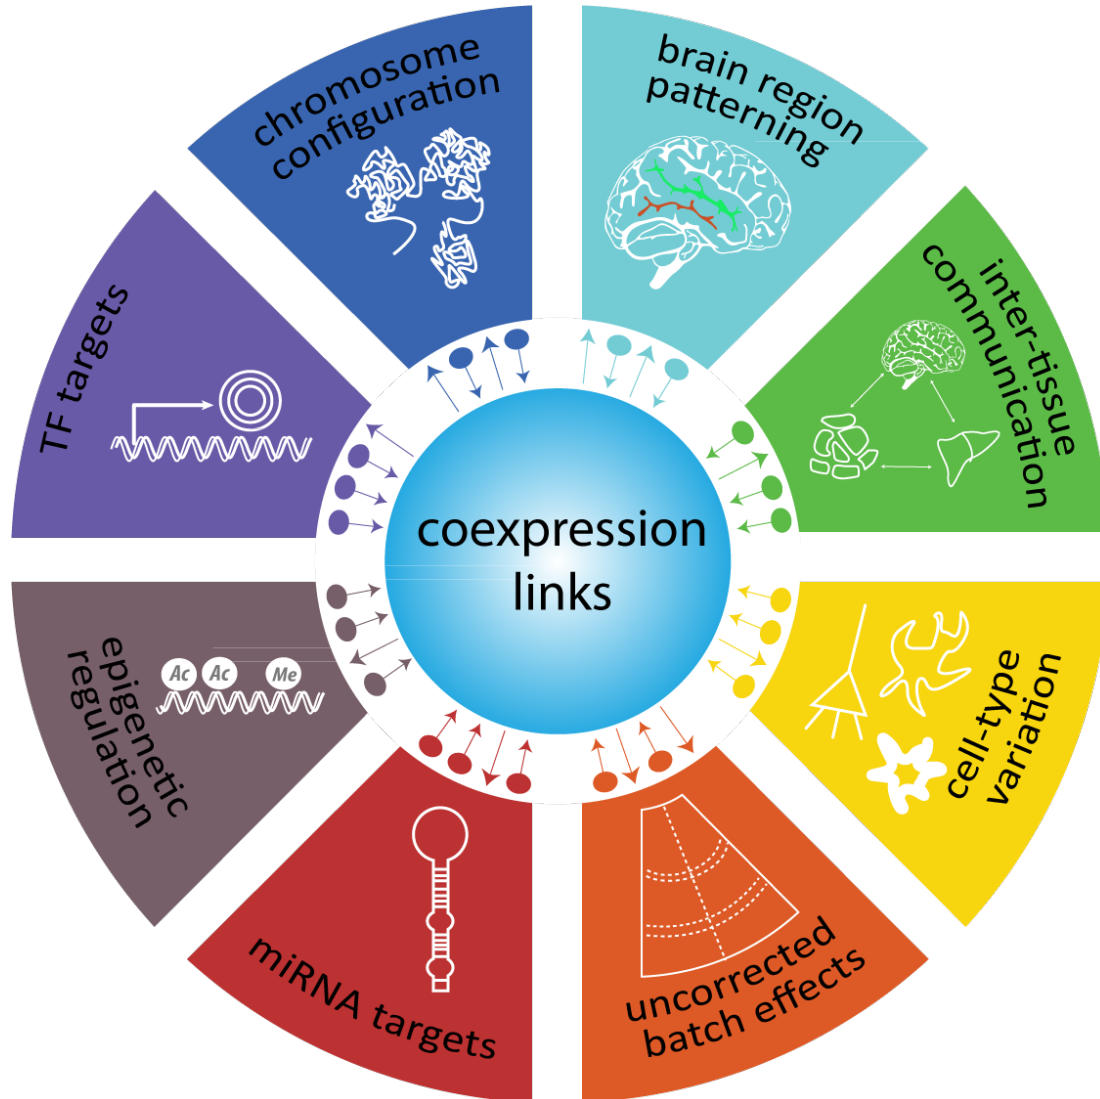 chromosome
configuration
brain region
patterning
inter-tissue
communication
cell-type
variation
uncorrected
batch effects
miRNA targets
epigenetic
regulation
Ac Ac Me
TF targets
coexpression
links